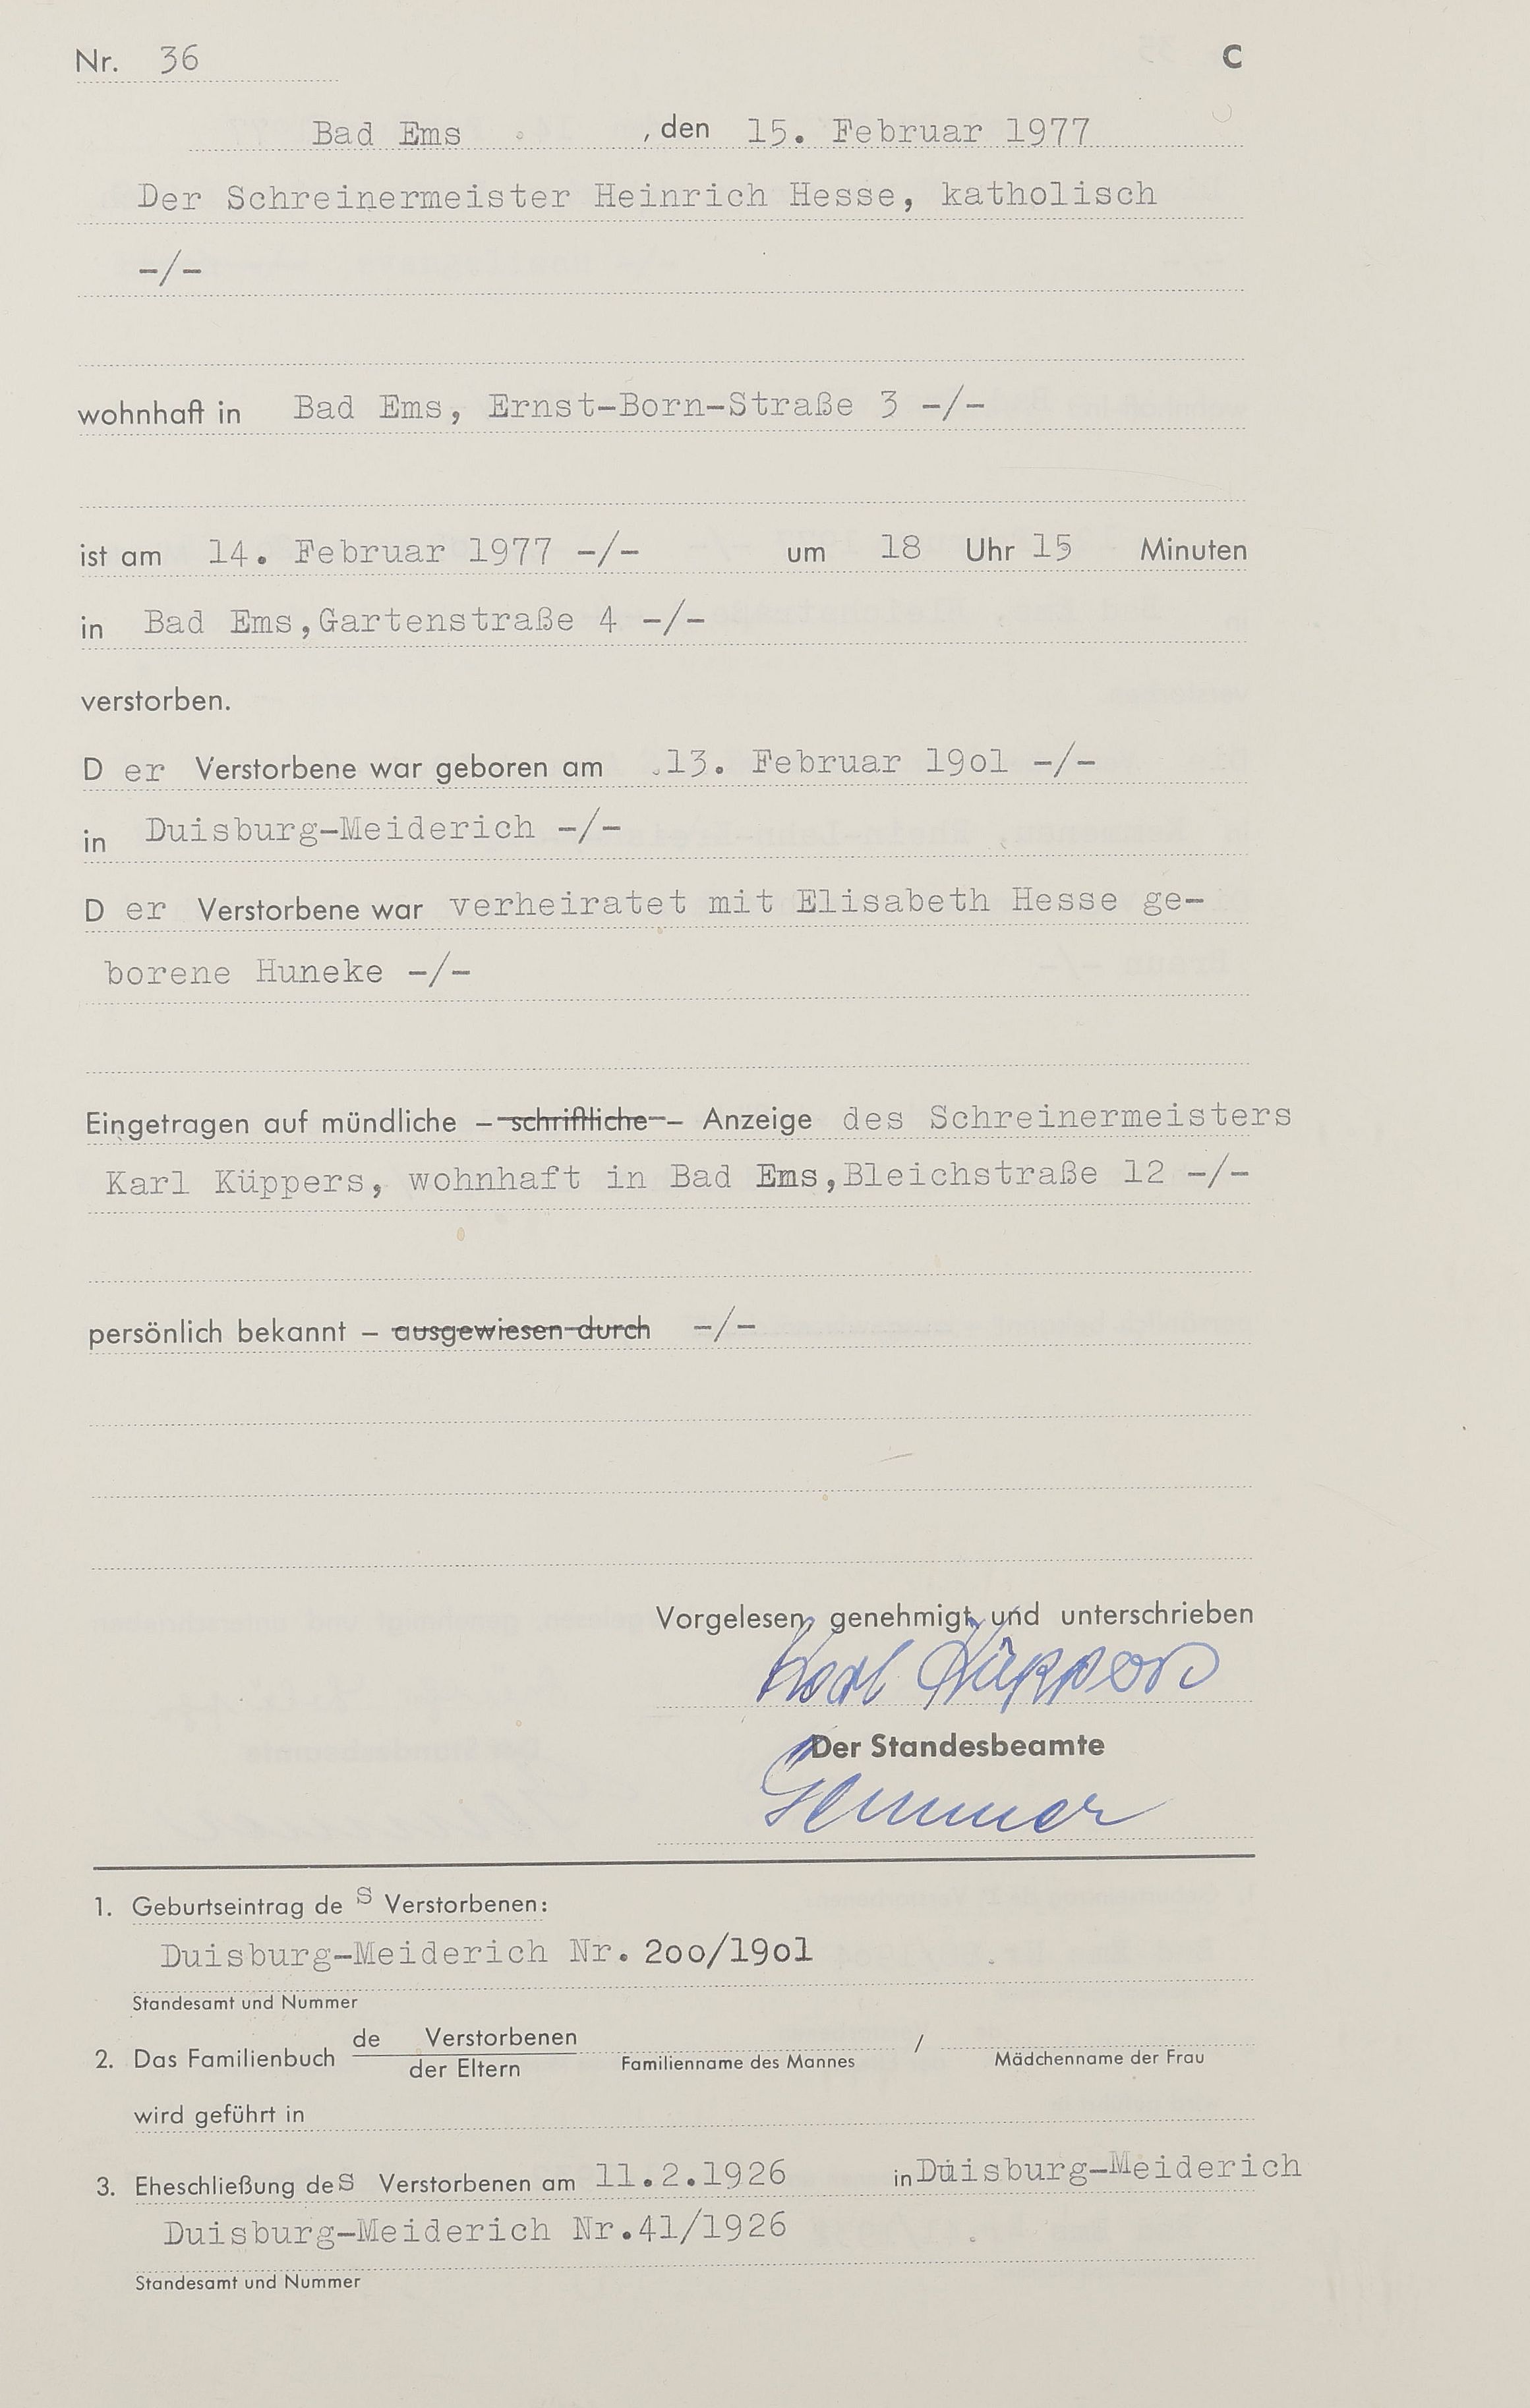 Nr. 36 C
Bad Ems , den 15. Februar 1977
Der Schreinermeister Heinrich Hesse, katholisch
-/-
wohnhaft in Bad Ems, Ernst-Born-Straße 3 -/-
ist am 14. Februar 1977 -/- um 18 Uhr 15 Minuten
in Bad Ems,Gartenstraße 4 -/-
verstorben.
D er Verstorbene war geboren am 13. Februar 19o1 -/-
in Duisburg-Meiderich -/-
D er Verstorbene war verheiratet mit Elisabeth Hesse ge-
borene Huneke -/-
Eingetragen auf mündliche – schriftliche – Anzeige des Schreinermeisters
Karl Küppers, wohnhaft in Bad Ems,Bleichstraße 12 -/-
persönlich bekannt – ausgewiesen durch -/-
Vorgelesen, genehmigt und unterschrieben
Karl Küppers
Der Standesbeamte
1. Geburtseintrag de s Verstorbenen:
Duisburg-Meiderich Nr. 2oo/19o1
Standesamt und Nummer
2. Das Familienbuch de Verstorbenen / der Eltern /
Familienname des Mannes Mädchenname der Frau
wird geführt in
3. Eheschließung des Verstorbenen am 11.2.1926 in Duisburg-Meiderich
Duisburg-Meiderich Nr.41/1926
Standesamt und Nummer